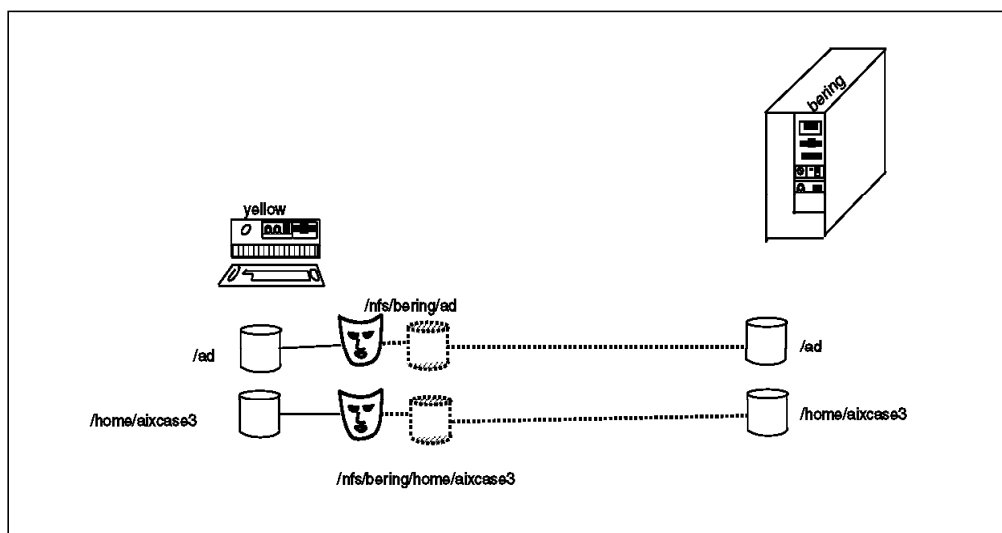 bering
yellow
/nfs/bering/ad
/ad
/ad
/home/aixcase3
/home/aixcase3
/nfs/bering/home/aixcase3